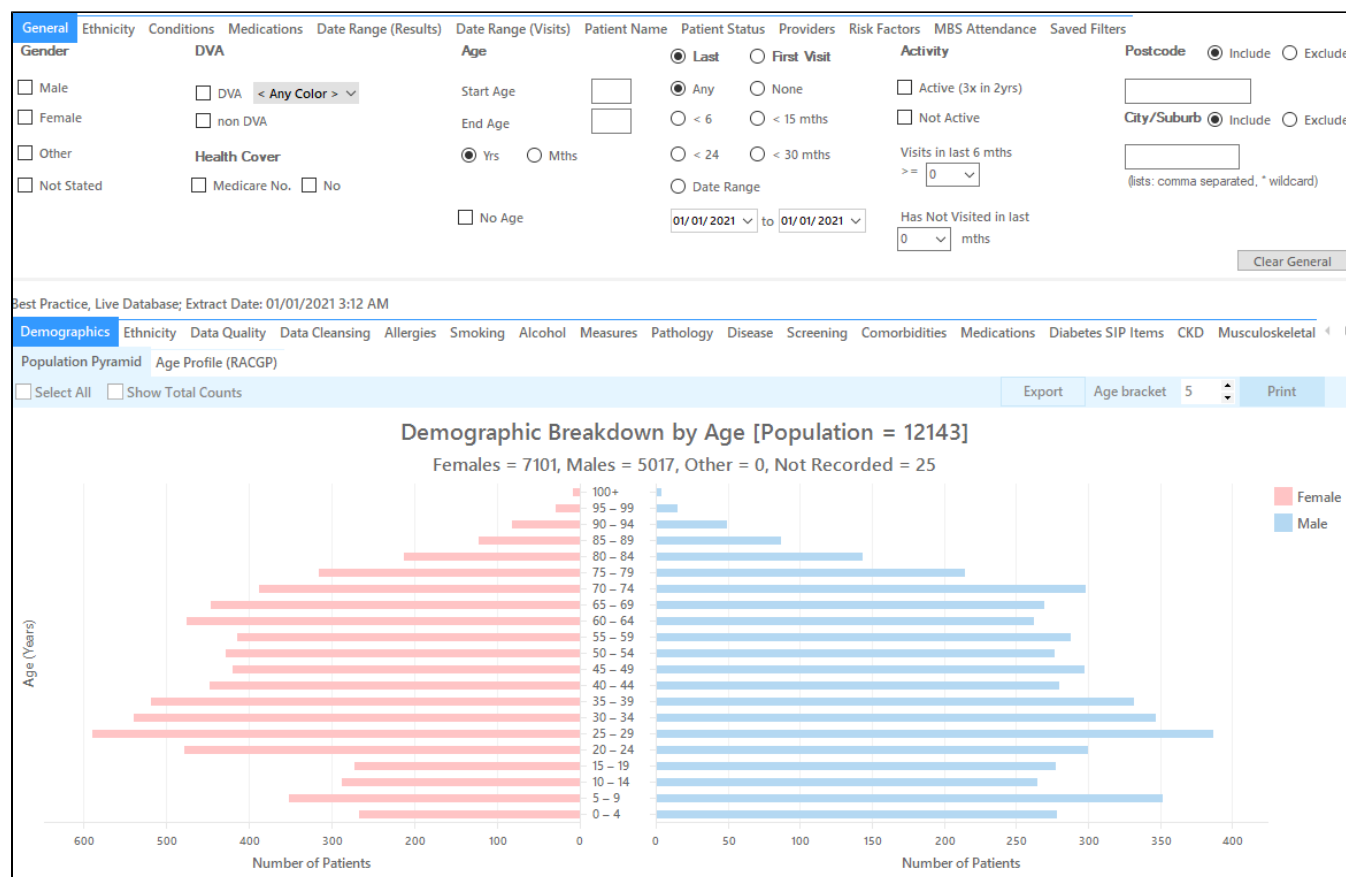 General Ethnicity Conditions Medications Date Range (Results) Date Range (Visits) Patient Name Patient Status Providers Risk Factors MBS Attendance Saved Filters
Gender DVA Age Last First Visit Activity Postcode Include Exclude
Male DVA < Any Color > Start Age Any None Active (3x in 2yrs)
Female non DVA End Age < 6 < 15 mths Not Active City/Suburb Include Exclude
Other Health Cover Yrs Mths < 24 < 30 mths Visits in last 6 mths
>= 0
Not Stated Medicare No. No Date Range (lists: comma separated, * wildcard)
No Age 01/01/2021 to 01/01/2021 Has Not Visited in last
0 mths
Clear General
Best Practice, Live Database; Extract Date: 01/01/2021 3:12 AM
Demographics Ethnicity Data Quality Data Cleansing Allergies Smoking Alcohol Measures Pathology Disease Screening Comorbidities Medications Diabetes SIP Items CKD Musculoskeletal
Population Pyramid Age Profile (RACGP)
Select All Show Total Counts Export Age bracket 5 Print
Demographic Breakdown by Age [Population = 12143]
Females = 7101, Males = 5017, Other = 0, Not Recorded = 25
100+
95 – 99
90 – 94
85 – 89
80 – 84
75 – 79
70 – 74
65 – 69
60 – 64
55 – 59
50 – 54
45 – 49
40 – 44
35 – 39
30 – 34
25 – 29
20 – 24
15 – 19
10 – 14
5 – 9
0 – 4
Female
Male
Age (Years)
600 500 400 300 200 100 0 0 50 100 150 200 250 300 350 400
Number of Patients Number of Patients